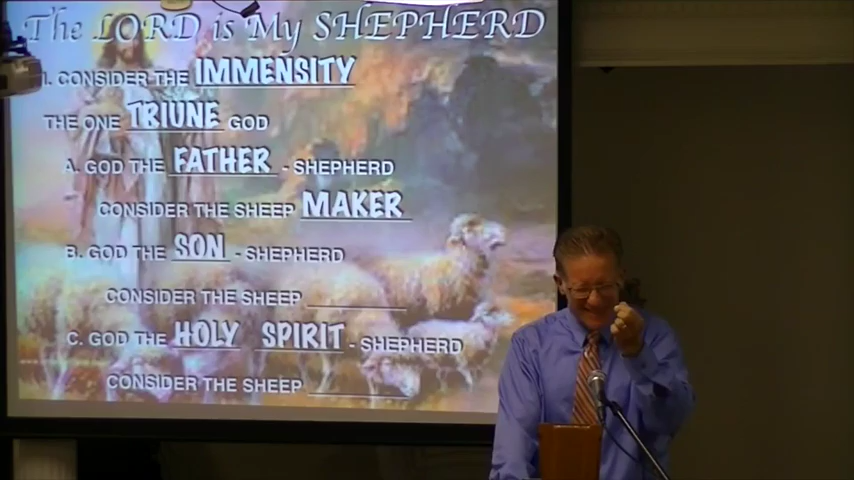 The LORD is My SHEPHERD
1. CONSIDER THE IMMENSITY
THE ONE TRIUNE GOD
A. GOD THE FATHER - SHEPHERD
CONSIDER THE SHEEP MAKER
B. GOD THE SON - SHEPHERD
CONSIDER THE SHEEP
C. GOD THE HOLY SPIRIT - SHEPHERD
CONSIDER THE SHEEP